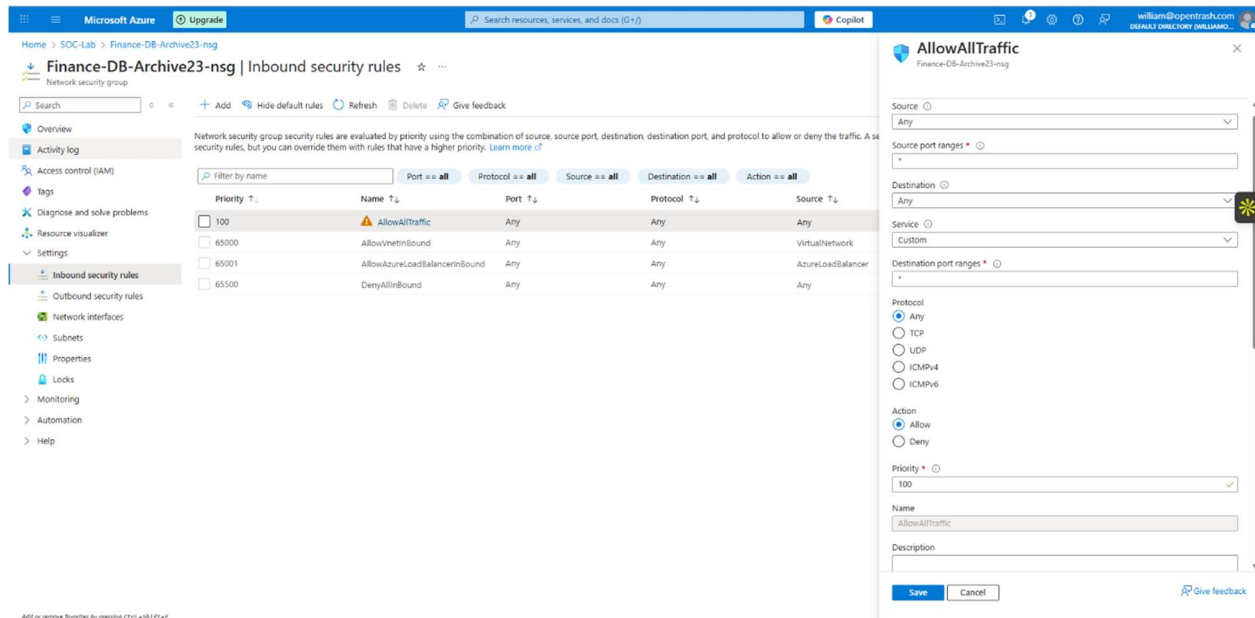 Microsoft Azure
Upgrade
Search resources, services, and docs (G+/)
Copilot
1
william@opentrash.com
DEFAULT DIRECTORY (WILLIAMO...
Home > SOC-Lab > Finance-DB-Archive23-nsg
Finance-DB-Archive23-nsg | Inbound security rules ☆ ...
Network security group
Search
Overview
Activity log
Access control (IAM)
Tags
Diagnose and solve problems
Resource visualizer
Settings
Inbound security rules
Outbound security rules
Network interfaces
Subnets
Properties
Locks
Monitoring
Automation
Help
+ Add Hide default rules Refresh Delete Give feedback
Network security group security rules are evaluated by priority using the combination of source, source port, destination, destination port, and protocol to allow or deny the traffic. A se
security rules, but you can override them with rules that have a higher priority. Learn more
Filter by name Port == all Protocol == all Source == all Destination == all Action == all
Priority ↑↓ Name ↑↓ Port ↑↓ Protocol ↑↓ Source ↑↓
100 AllowAllTraffic Any Any Any
65000 AllowVnetInBound Any Any VirtualNetwork
65001 AllowAzureLoadBalancerInBound Any Any AzureLoadBalancer
65500 DenyAllInBound Any Any Any
AllowAllTraffic
Finance-DB-Archive23-nsg
Source
Any
Source port ranges *
*
Destination
Any
Service
Custom
Destination port ranges *
*
Protocol
Any
TCP
UDP
ICMPv4
ICMPv6
Action
Allow
Deny
Priority *
100
Name
AllowAllTraffic
Description
Save Cancel Give feedback
Add or remove favorites by pressing Ctrl+Shift+F